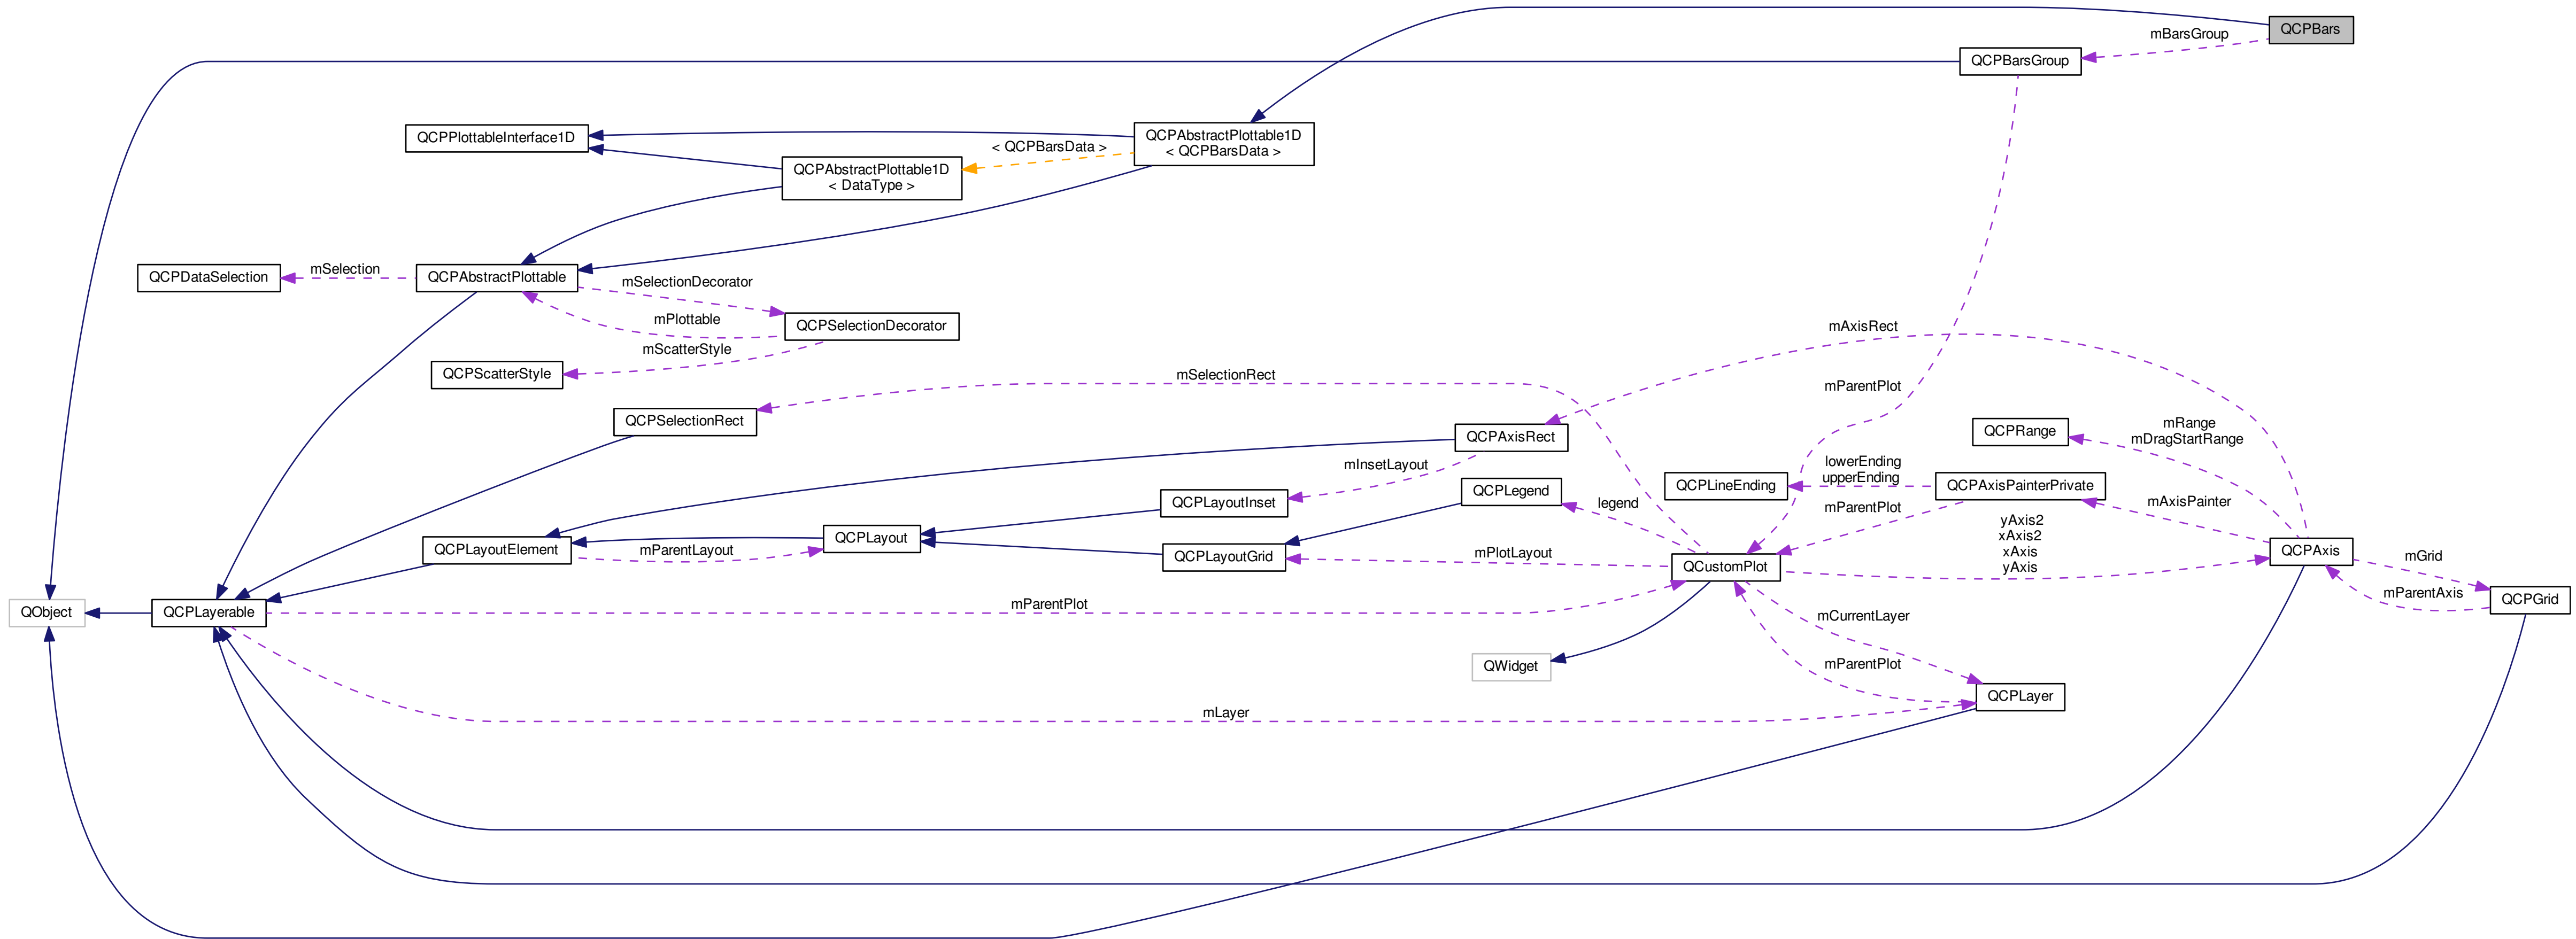 QCPBars
mBarsGroup
QCPBarsGroup
QCPPlottableInterface1D
QCPAbstractPlottable1D
< QCPBarsData >
< QCPBarsData >
QCPAbstractPlottable1D
< DataType >
QCPDataSelection
mSelection
QCPAbstractPlottable
mSelectionDecorator
mPlottable
QCPSelectionDecorator
mScatterStyle
QCPScatterStyle
mAxisRect
mSelectionRect
mParentPlot
QCPSelectionRect
QCPAxisRect
QCPRange
mRange
mDragStartRange
mInsetLayout
lowerEnding
upperEnding
QCPLayoutInset
QCPLegend
legend
QCPLineEnding
QCPAxisPainterPrivate
mAxisPainter
mParentPlot
QCPLayoutElement
mParentLayout
QCPLayout
QCPLayoutGrid
mPlotLayout
QCustomPlot
yAxis2
xAxis2
xAxis
yAxis
QCPAxis
mGrid
mParentAxis
QCPGrid
QObject
QCPLayerable
mParentPlot
mCurrentLayer
QWidget
mParentPlot
QCPLayer
mLayer